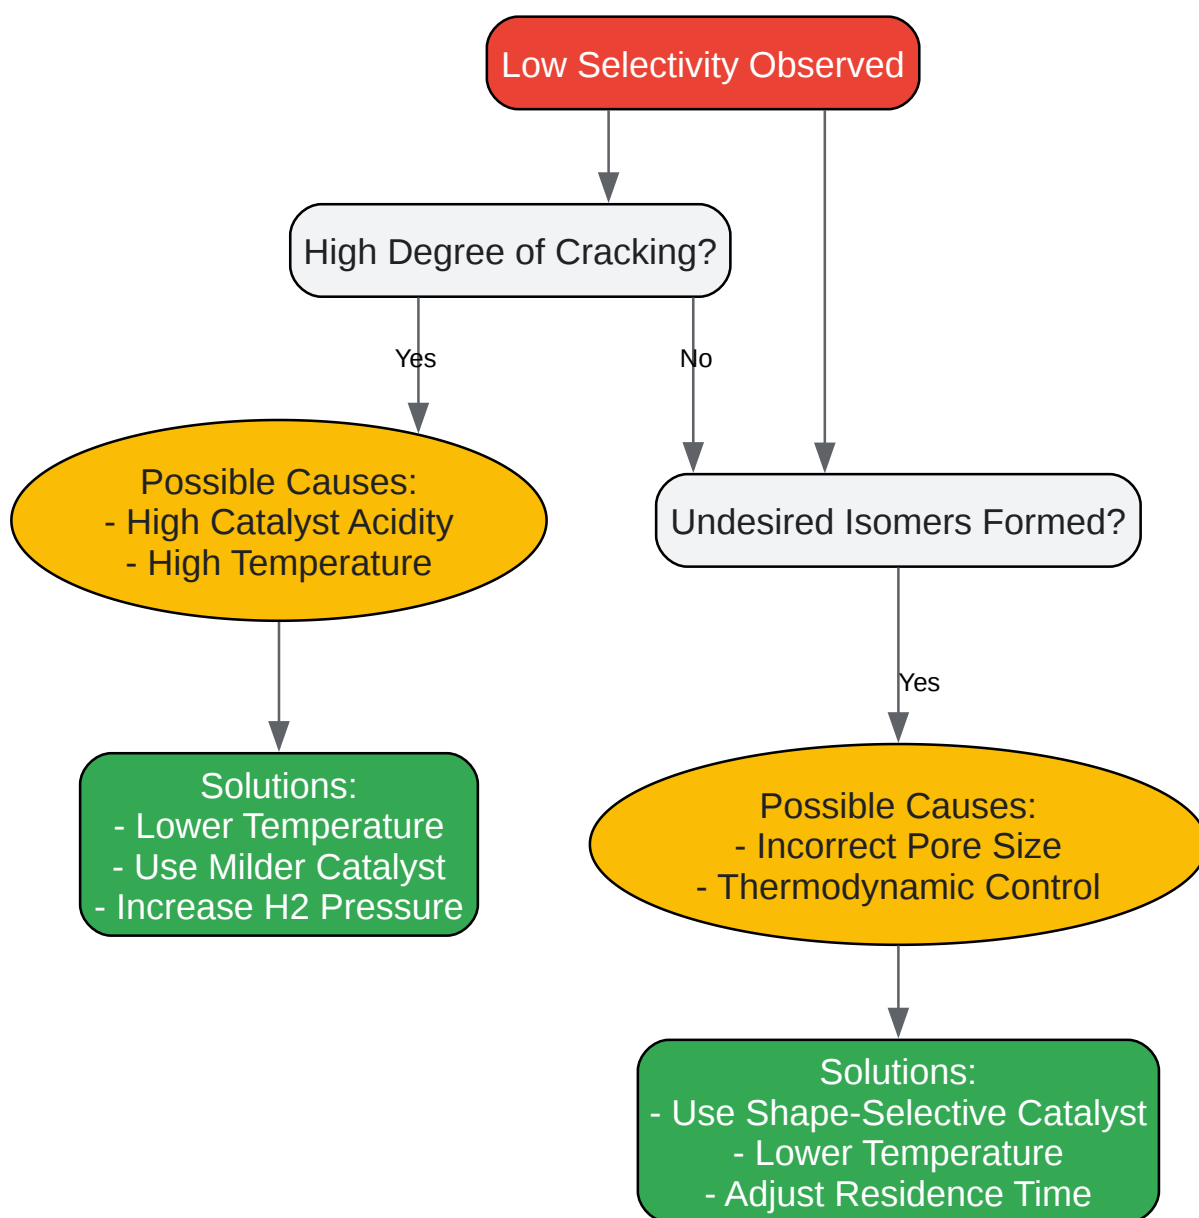 Low Selectivity Observed
High Degree of Cracking?
Yes
No
Possible Causes:
- High Catalyst Acidity
- High Temperature
Undesired Isomers Formed?
Yes
Solutions:
- Lower Temperature
- Use Milder Catalyst
- Increase H2 Pressure
Possible Causes:
- Incorrect Pore Size
- Thermodynamic Control
Solutions:
- Use Shape-Selective Catalyst
- Lower Temperature
- Adjust Residence Time